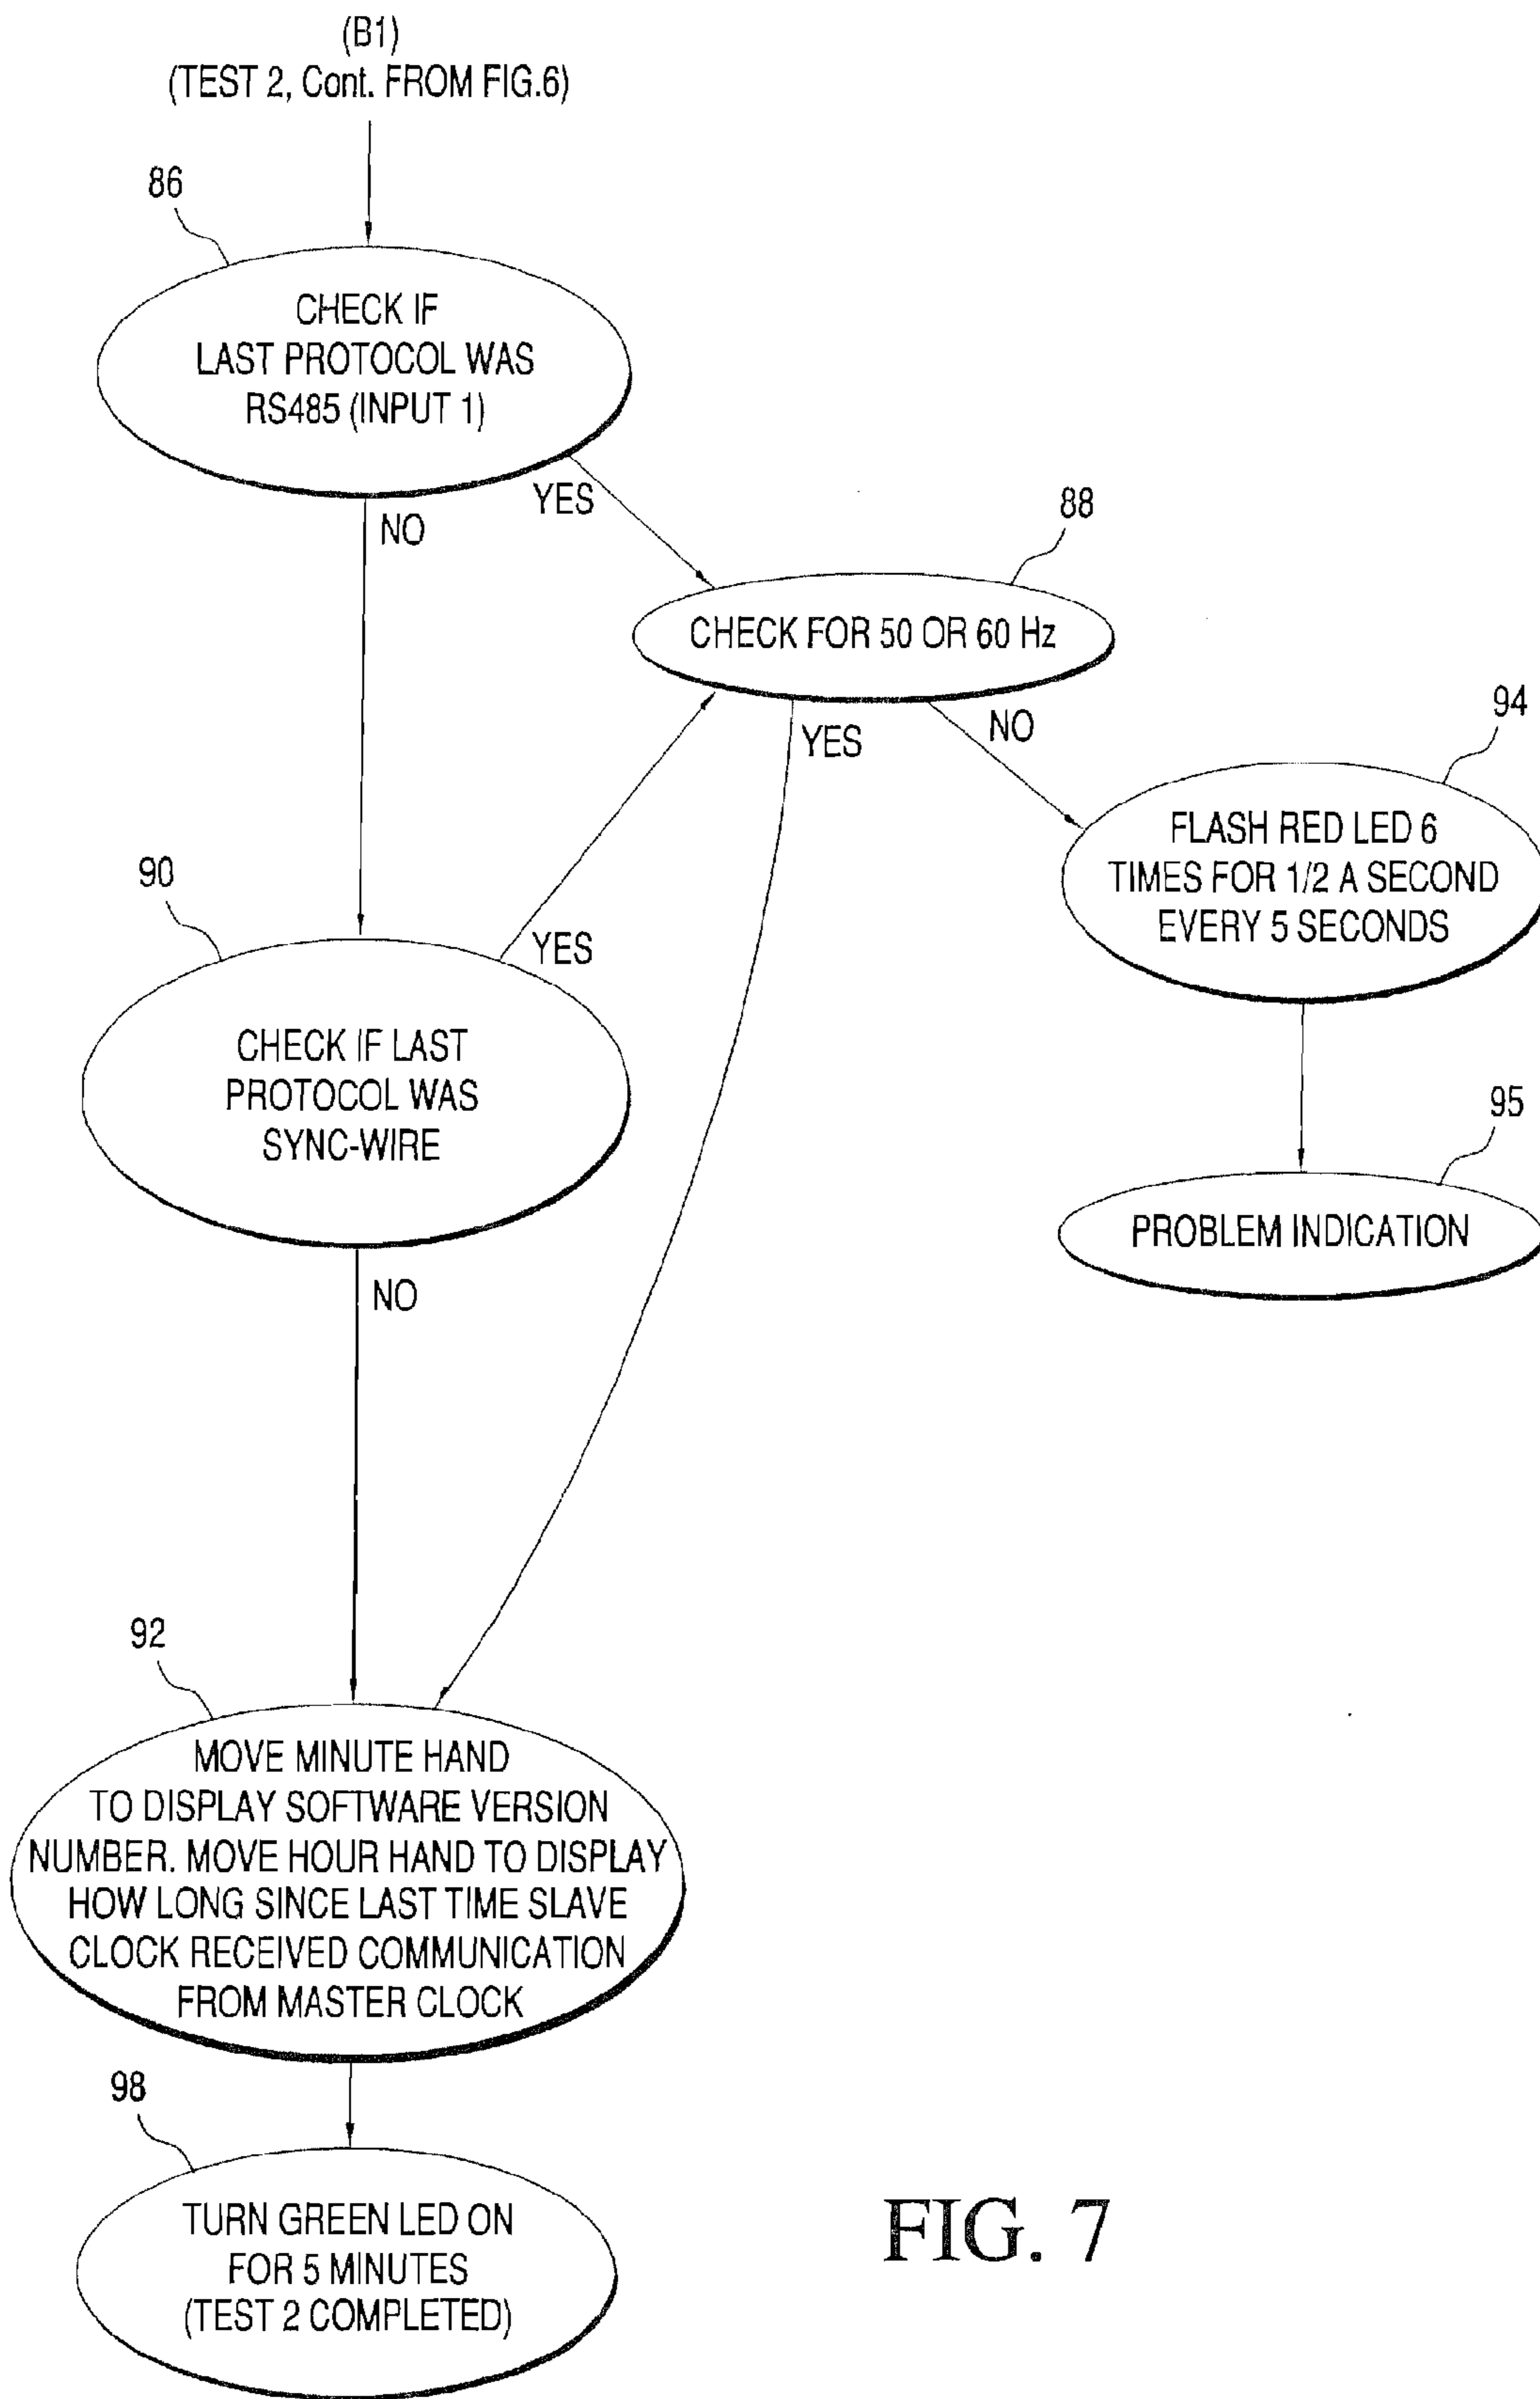 (B1)
(TEST 2, Cont. FROM FIG.6)
86
CHECK IF
LAST PROTOCOL WAS
RS485 (INPUT 1)
YES
NO
88
CHECK FOR 50 OR 60 Hz
YES
NO
94
FLASH RED LED 6
TIMES FOR 1/2 A SECOND
EVERY 5 SECONDS
90
YES
CHECK IF LAST
PROTOCOL WAS
SYNC-WIRE
NO
95
PROBLEM INDICATION
92
MOVE MINUTE HAND
TO DISPLAY SOFTWARE VERSION
NUMBER. MOVE HOUR HAND TO DISPLAY
HOW LONG SINCE LAST TIME SLAVE
CLOCK RECEIVED COMMUNICATION
FROM MASTER CLOCK
98
TURN GREEN LED ON
FOR 5 MINUTES
(TEST 2 COMPLETED)
FIG. 7